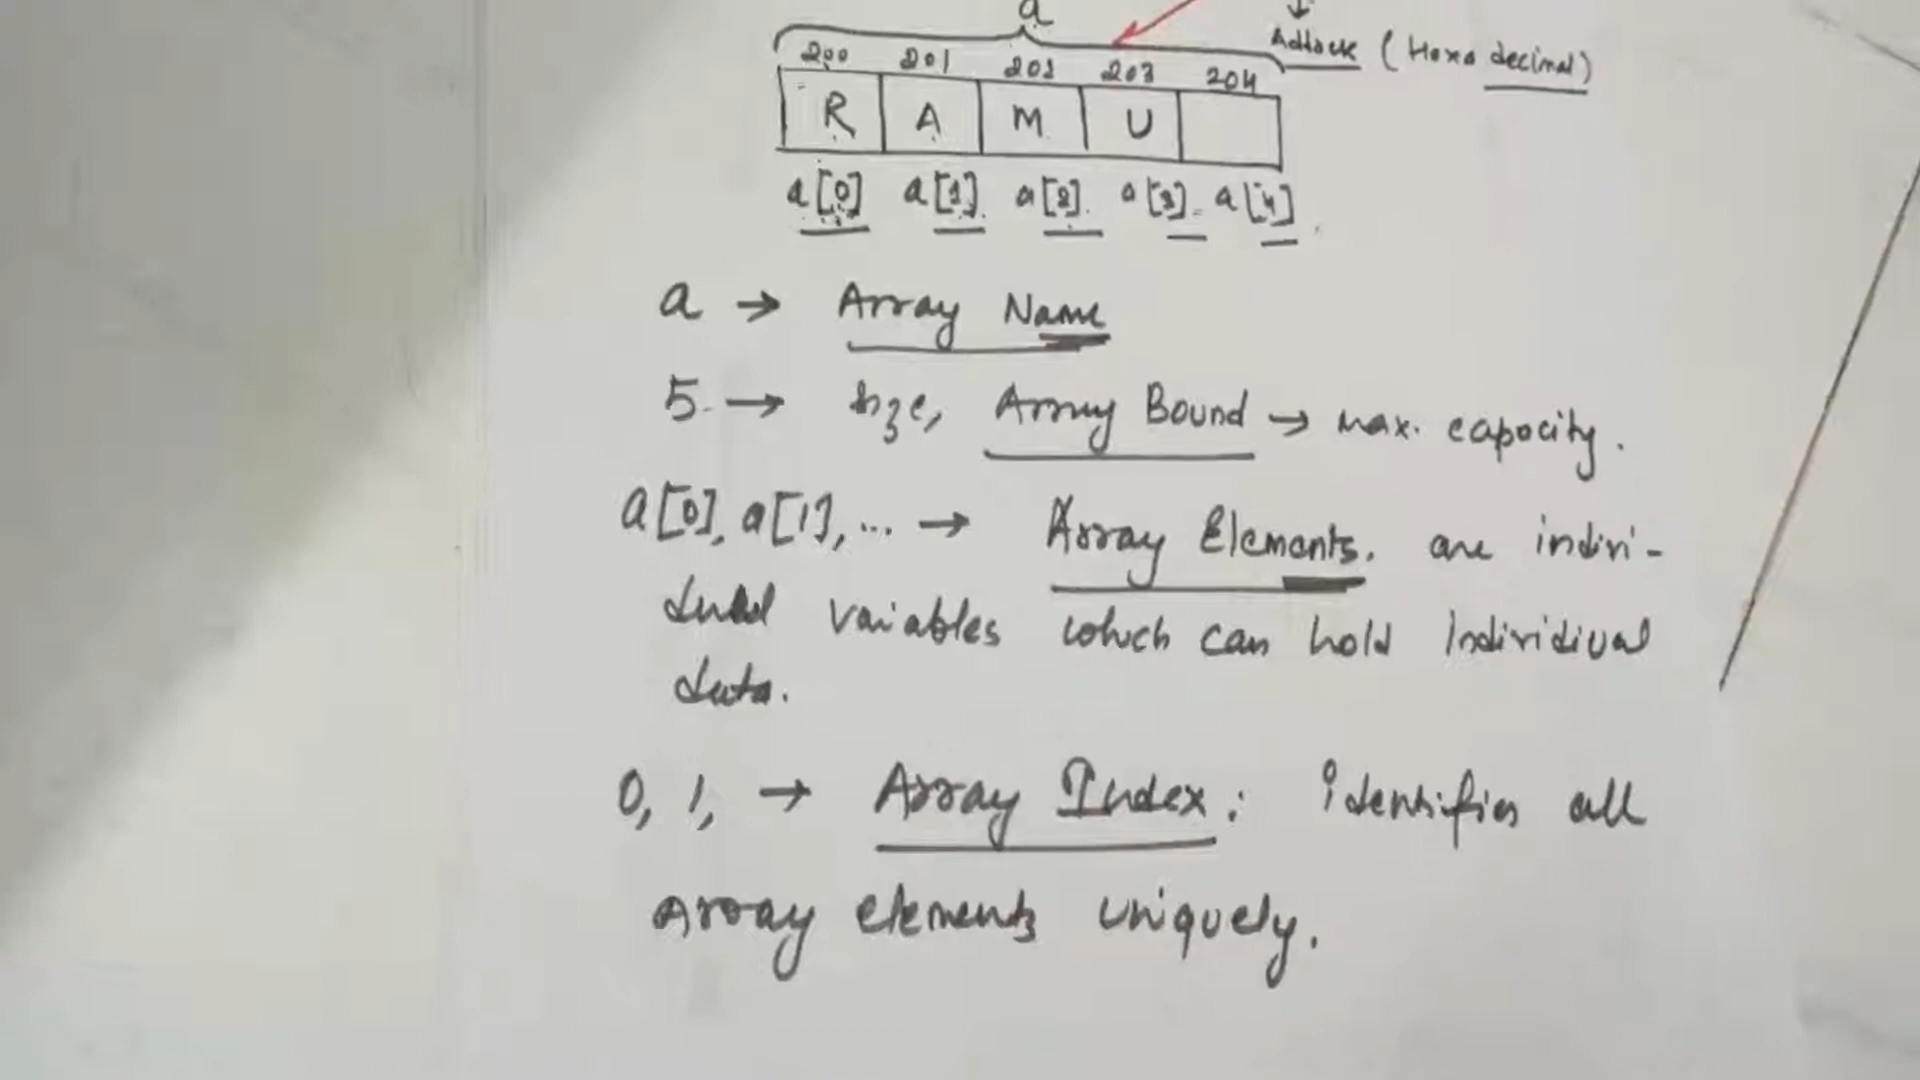 a
Address (Hexa decimal)
200 201 202 203 204
R A M U
a[0] a[1] a[2] a[3] a[4]
a → Array Name
5 → size, Array Bound → max. capacity.
a[0], a[1], ... → Array Elements. are indivi-
dual variables which can hold Individual
data.
0, 1, → Array Index: identifies all
Array elements uniquely.